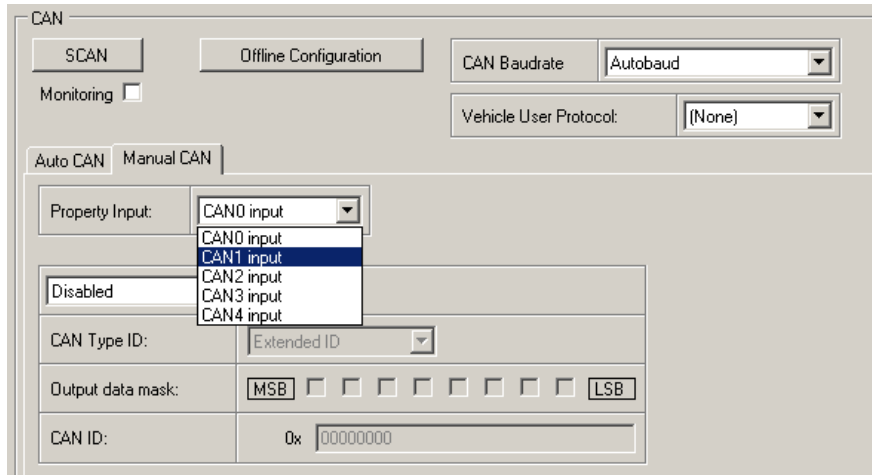 CAN
SCAN
Offline Configuration
CAN Baudrate
Autobaud
Monitoring
Vehicle User Protocol:
(None)
Auto CAN
Manual CAN
Property Input:
CAN0 input
CAN0 input
CAN1 input
CAN2 input
CAN3 input
CAN4 input
Disabled
CAN Type ID:
Extended ID
Output data mask:
MSB
LSB
CAN ID:
0x
00000000